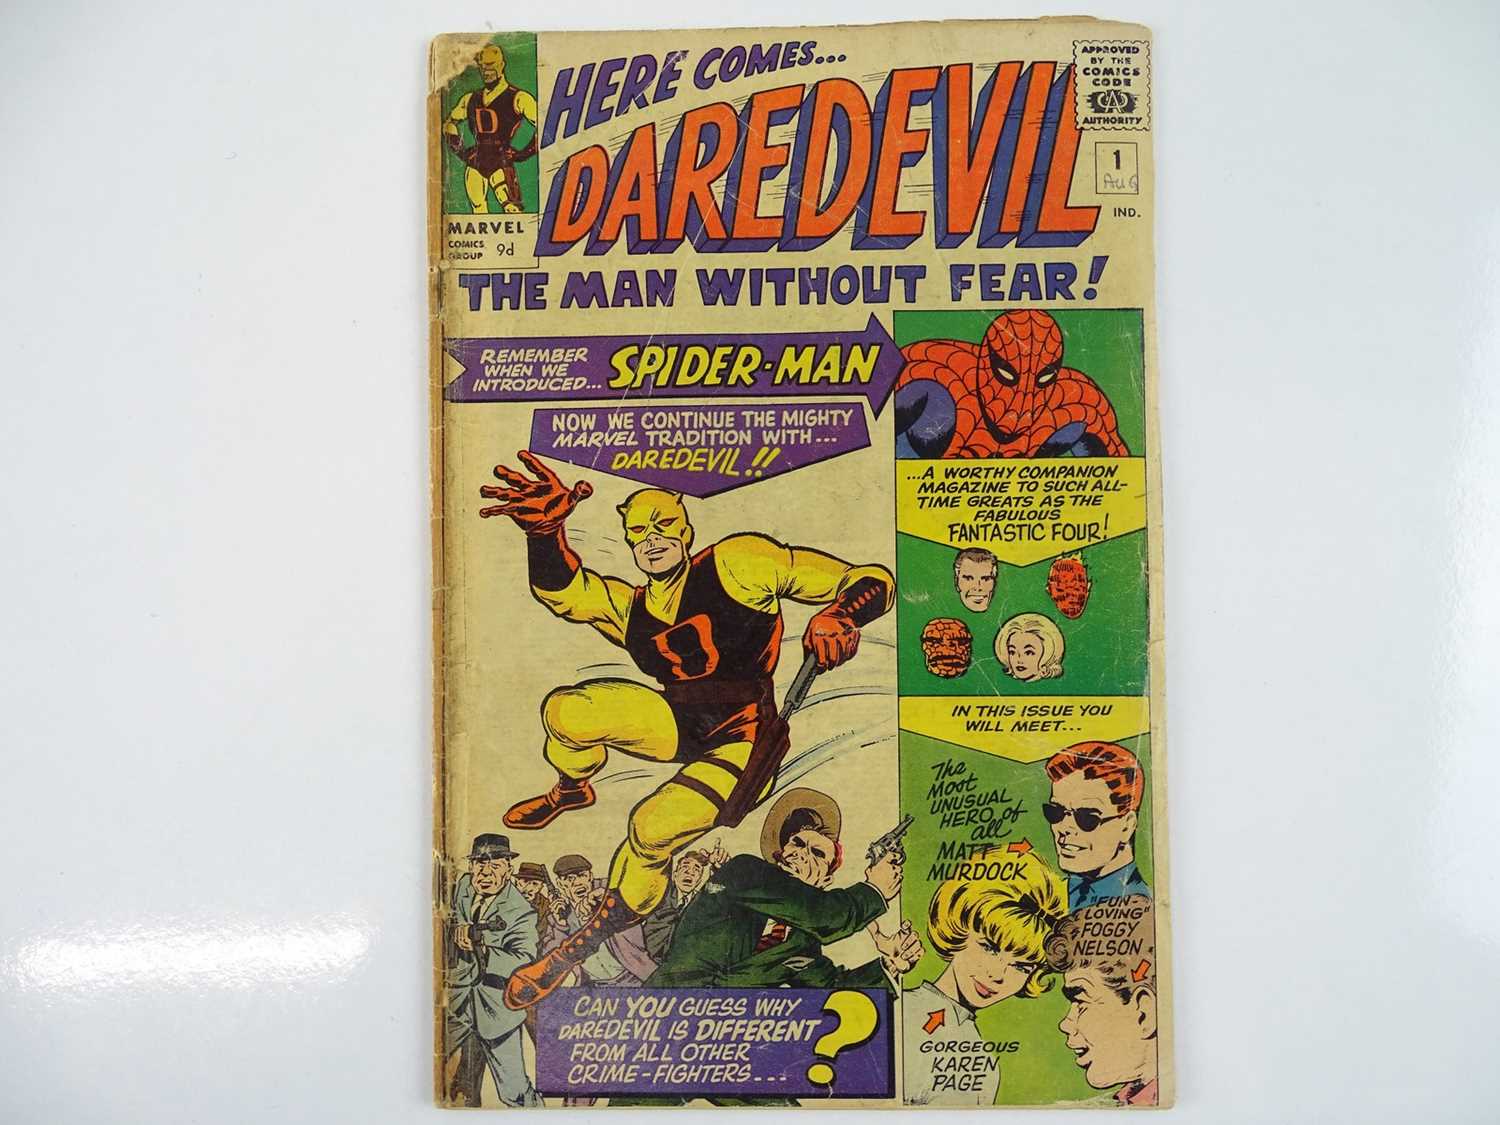 HERE COMES...
DAREDEVIL
THE MAN WITHOUT FEAR!
APPROVED
BY THE
COMICS
CODE
CA
AUTHORITY
1
AUG
IND.
D
MARVEL
COMICS
GROUP 9d
REMEMBER
WHEN WE
INTRODUCED... SPIDER-MAN
NOW WE CONTINUE THE MIGHTY
MARVEL TRADITION WITH...
DAREDEVIL!!
...A WORTHY COMPANION
MAGAZINE TO SUCH ALL-
TIME GREATS AS THE
FABULOUS
FANTASTIC FOUR!
D
IN THIS ISSUE YOU
WILL MEET...
The
Most
UNUSUAL
HERO of
all
MATT
MURDOCK
"FUN-
LOVING"
FOGGY
NELSON
GORGEOUS
KAREN
PAGE
CAN YOU GUESS WHY
DAREDEVIL IS DIFFERENT
FROM ALL OTHER
CRIME-FIGHTERS... ?